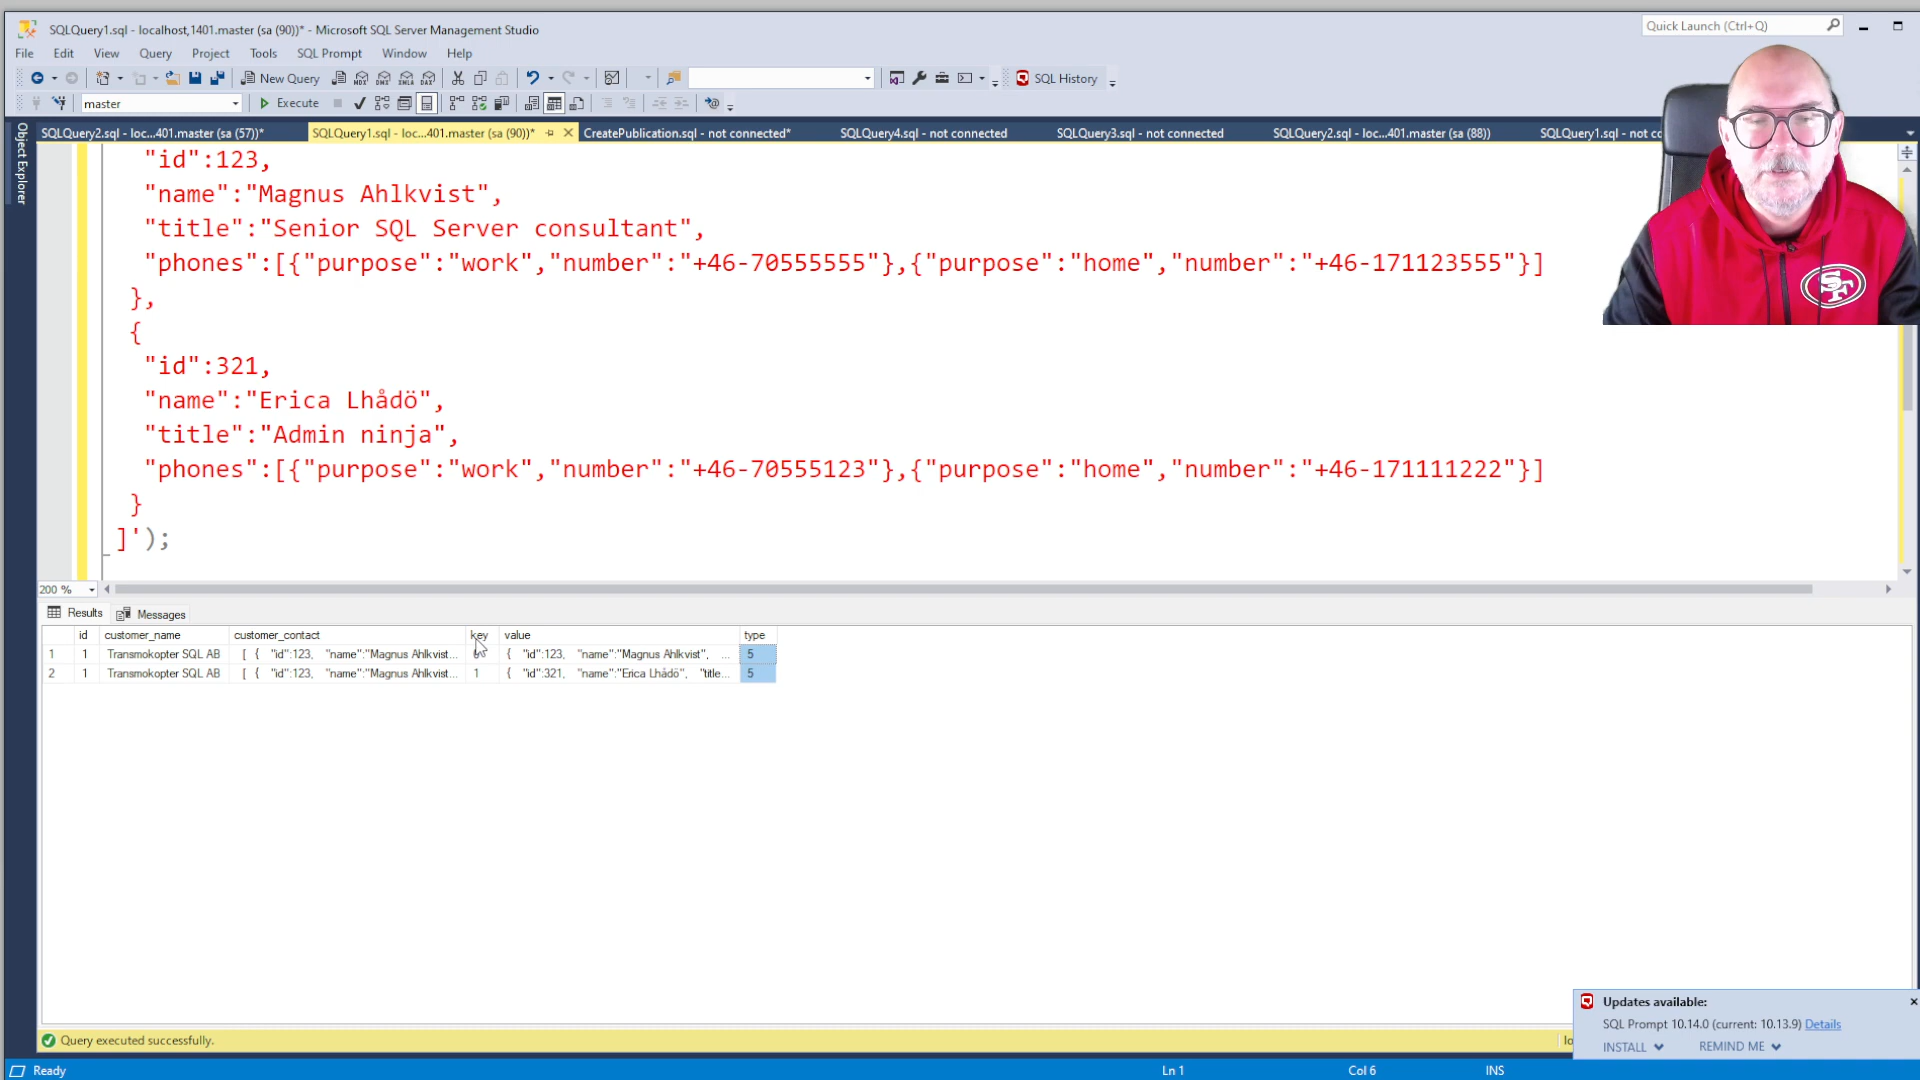 SQLQuery1.sql - localhost,1401.master (sa (90))* - Microsoft SQL Server Management Studio
Quick Launch (Ctrl+Q)
File Edit View Query Project Tools SQL Prompt Window Help
New Query SQL History
master Execute
SQLQuery2.sql - loc...401.master (sa (57))* SQLQuery1.sql - loc...401.master (sa (90))* CreatePublication.sql - not connected* SQLQuery4.sql - not connected SQLQuery3.sql - not connected SQLQuery2.sql - loc...401.master (sa (88)) SQLQuery1.sql - not co
Object Explorer
"id":123,
"name":"Magnus Ahlkvist",
"title":"Senior SQL Server consultant",
"phones":[{"purpose":"work","number":"+46-70555555"},{"purpose":"home","number":"+46-171123555"}]
},
{
"id":321,
"name":"Erica Lhådö",
"title":"Admin ninja",
"phones":[{"purpose":"work","number":"+46-70555123"},{"purpose":"home","number":"+46-171111222"}]
}
]');
SF
200 %
Results Messages
id customer_name customer_contact key value type
1 1 Transmokopter SQL AB [ { "id":123, "name":"Magnus Ahlkvist... { "id":123, "name":"Magnus Ahlkvist", ... 5
2 1 Transmokopter SQL AB [ { "id":123, "name":"Magnus Ahlkvist... 1 { "id":321, "name":"Erica Lhådö", "title... 5
Updates available:
SQL Prompt 10.14.0 (current: 10.13.9) Details
INSTALL REMIND ME
Query executed successfully. lo
Ready Ln 1 Col 6 INS